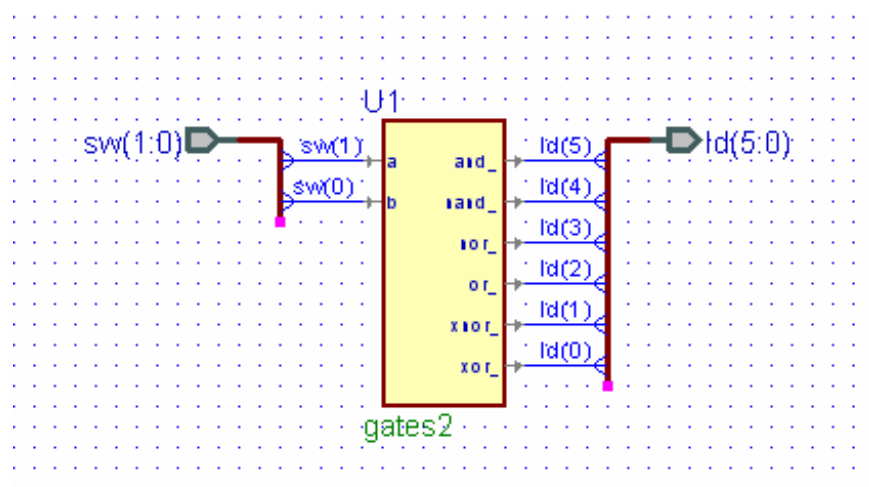 U1
sw(1:0)
sw(1)
sw(0)
a
b
and_
nand_
nor_
or_
xnor_
xor_
ld(5)
ld(4)
ld(3)
ld(2)
ld(1)
ld(0)
ld(5:0)
gates2